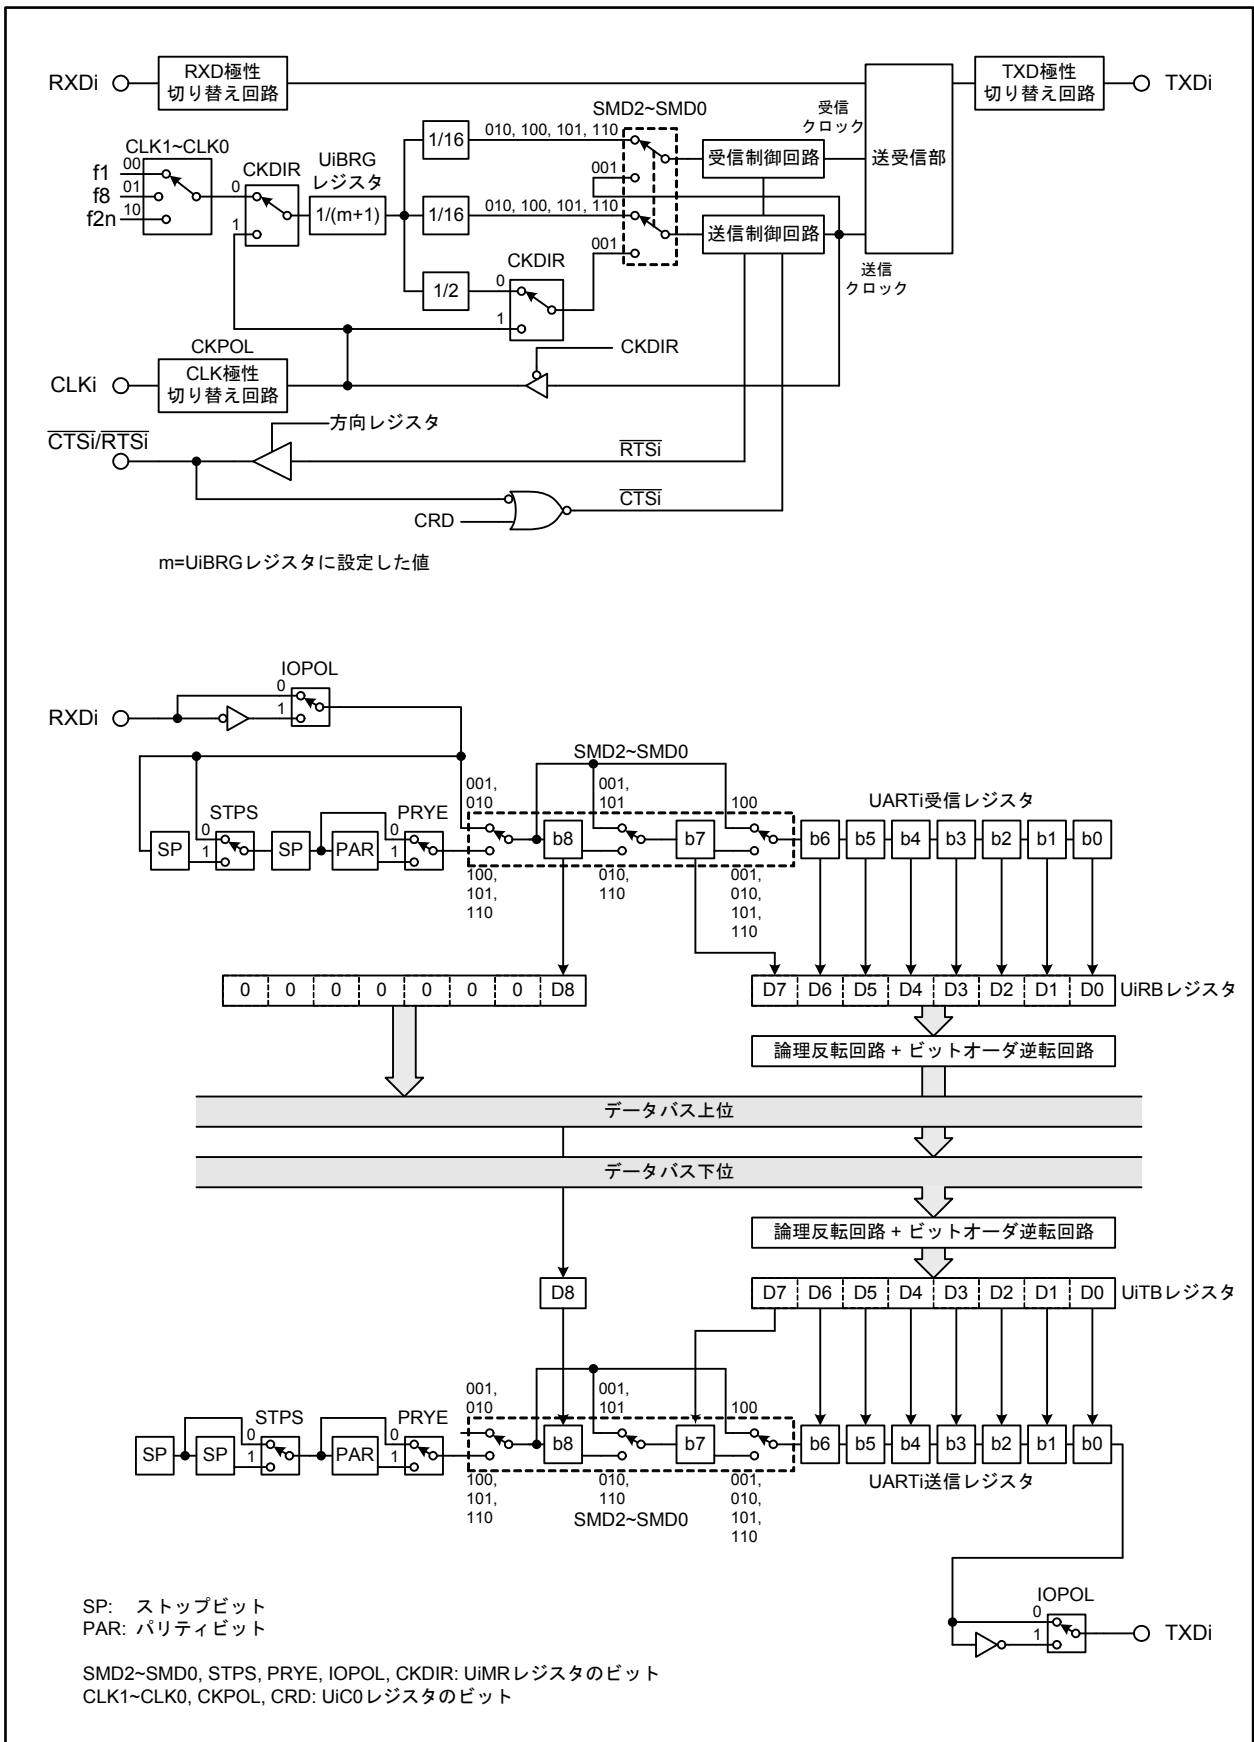 RXDi
RXD極性
切り替え回路
TXD極性
切り替え回路
TXDi
SMD2~SMD0
受信
クロック
送受信部
CLK1~CLK0
f1
00
f8
01
f2n
10
CKDIR
0
1
UiBRG
レジスタ
1/(m+1)
1/16
010, 100, 101, 110
001
受信制御回路
1/16
010, 100, 101, 110
001
送信制御回路
送信
クロック
1/2
CKDIR
0
1
CKPOL
CKDIR
CLKi
CLK極性
切り替え回路
方向レジスタ
CTSi/RTSi
RTSi
CTSi
CRD
m=UiBRGレジスタに設定した値
IOPOL
0
1
RXDi
SMD2~SMD0
001,
010
001,
101
100
UARTi受信レジスタ
STPS
PRYE
SP
0
1
SP
PAR
0
1
b8
b7
b6
b5
b4
b3
b2
b1
b0
100,
101,
110
010,
110
001,
010,
101,
110
0 0 0 0 0 0 0 D8
D7 D6 D5 D4 D3 D2 D1 D0
UiRBレジスタ
論理反転回路 + ビットオーダ逆転回路
データバス上位
データバス下位
論理反転回路 + ビットオーダ逆転回路
D8
D7 D6 D5 D4 D3 D2 D1 D0
UiTBレジスタ
001,
010
001,
101
100
STPS
PRYE
SP
SP
0
1
PAR
0
1
b8
b7
b6
b5
b4
b3
b2
b1
b0
100,
101,
110
010,
110
001,
010,
101,
110
SMD2~SMD0
UARTi送信レジスタ
IOPOL
0
1
TXDi
SP: ストップビット
PAR: パリティビット
SMD2~SMD0, STPS, PRYE, IOPOL, CKDIR: UiMRレジスタのビット
CLK1~CLK0, CKPOL, CRD: UiC0レジスタのビット